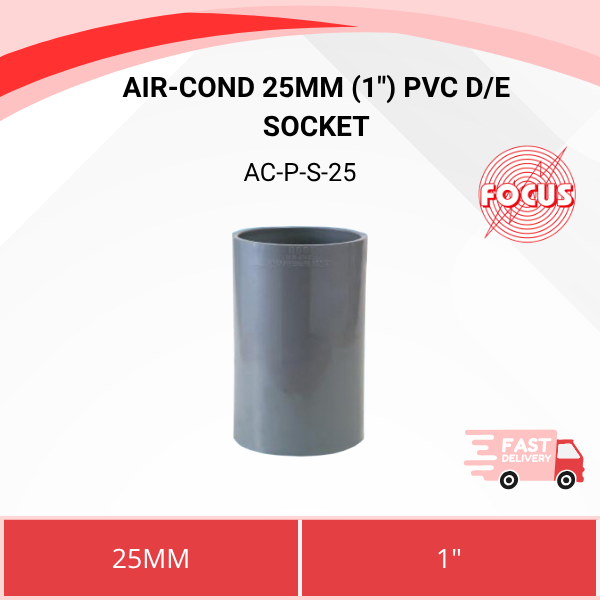 AIR-COND 25MM (1") PVC D/E
SOCKET
AC-P-S-25
FOCUS
FAST
DELIVERY
25MM
1"